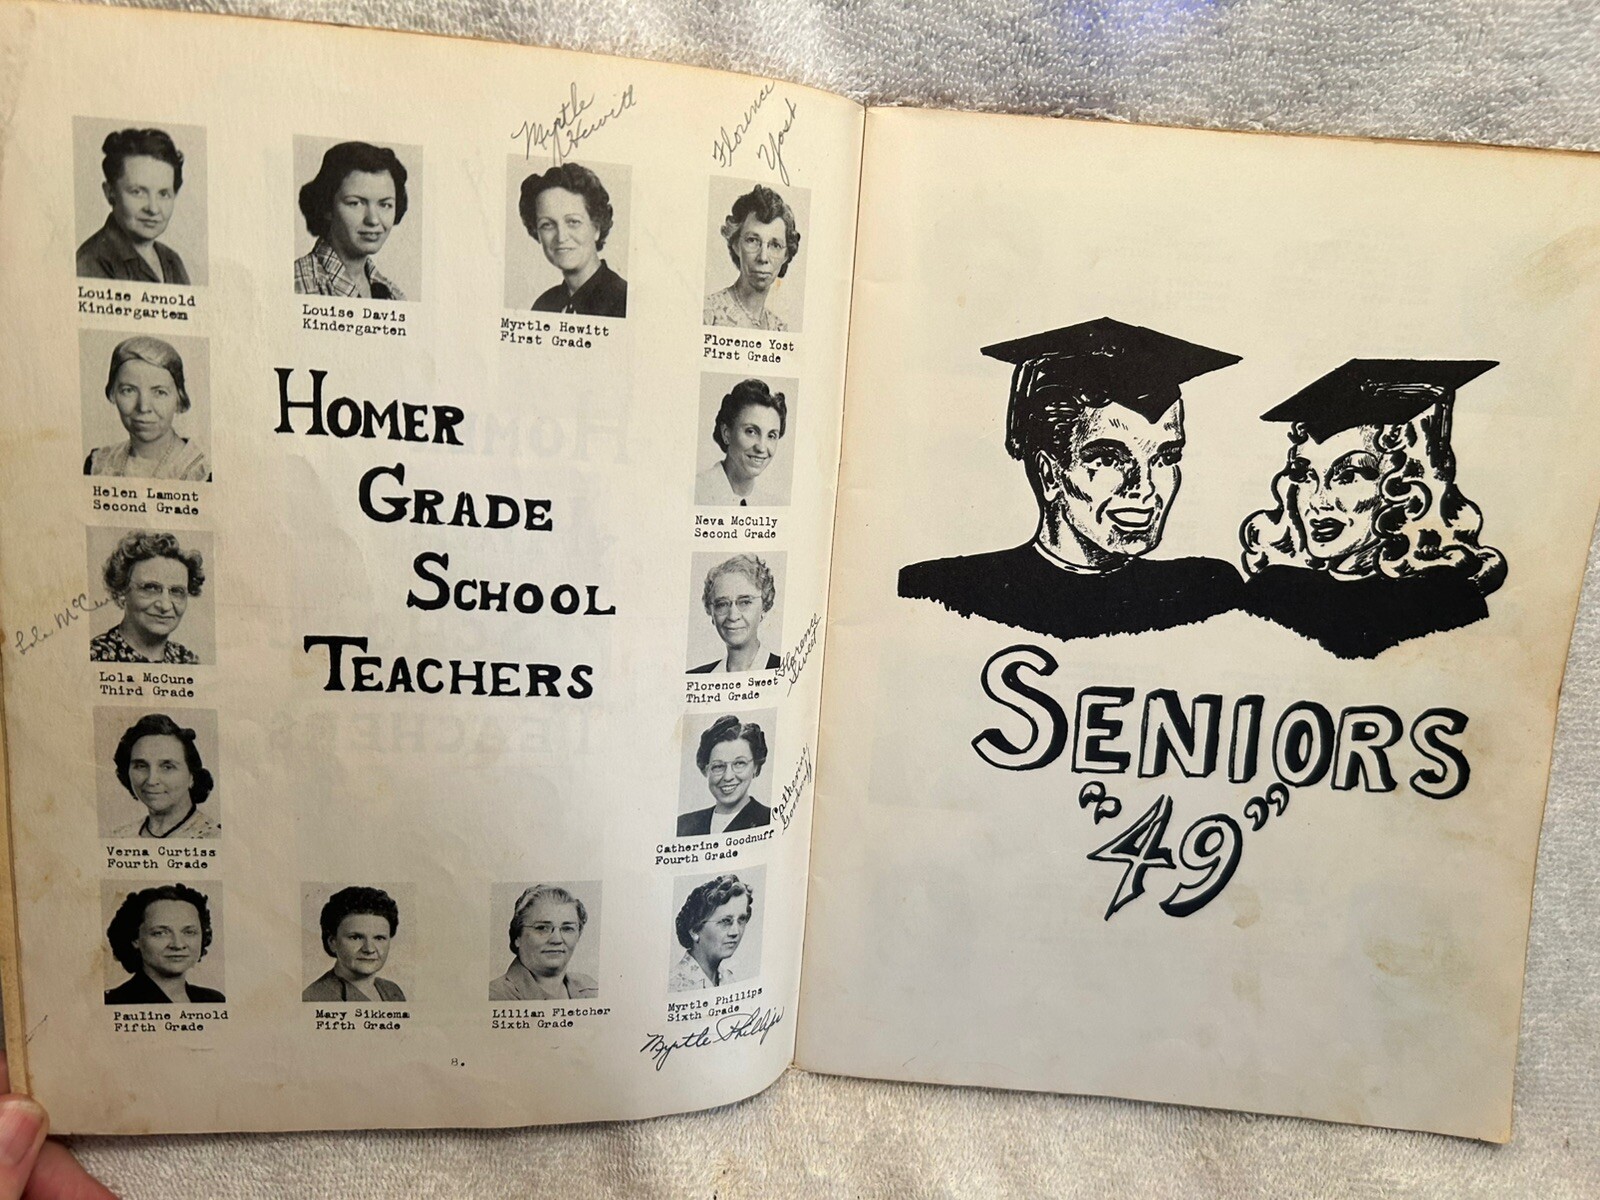 Myrtle
Hewitt
Florence
Yost
Louise Arnold
Kindergarten
Louise Davis
Kindergarten
Myrtle Hewitt
First Grade
Florence Yost
First Grade
HOMER
GRADE
SCHOOL
TEACHERS
Helen Lamont
Second Grade
Neva McCully
Second Grade
Lola McCune
Lola McCune
Third Grade
Florence Sweet
Third Grade
Florence
Sweet
Verna Curtiss
Fourth Grade
Catherine Goodnuff
Fourth Grade
Catherine
Goodnuff
Pauline Arnold
Fifth Grade
Mary Sikkema
Fifth Grade
Lillian Fletcher
Sixth Grade
Myrtle Phillips
Sixth Grade
Myrtle Phillips
8.
SENIORS
"49"